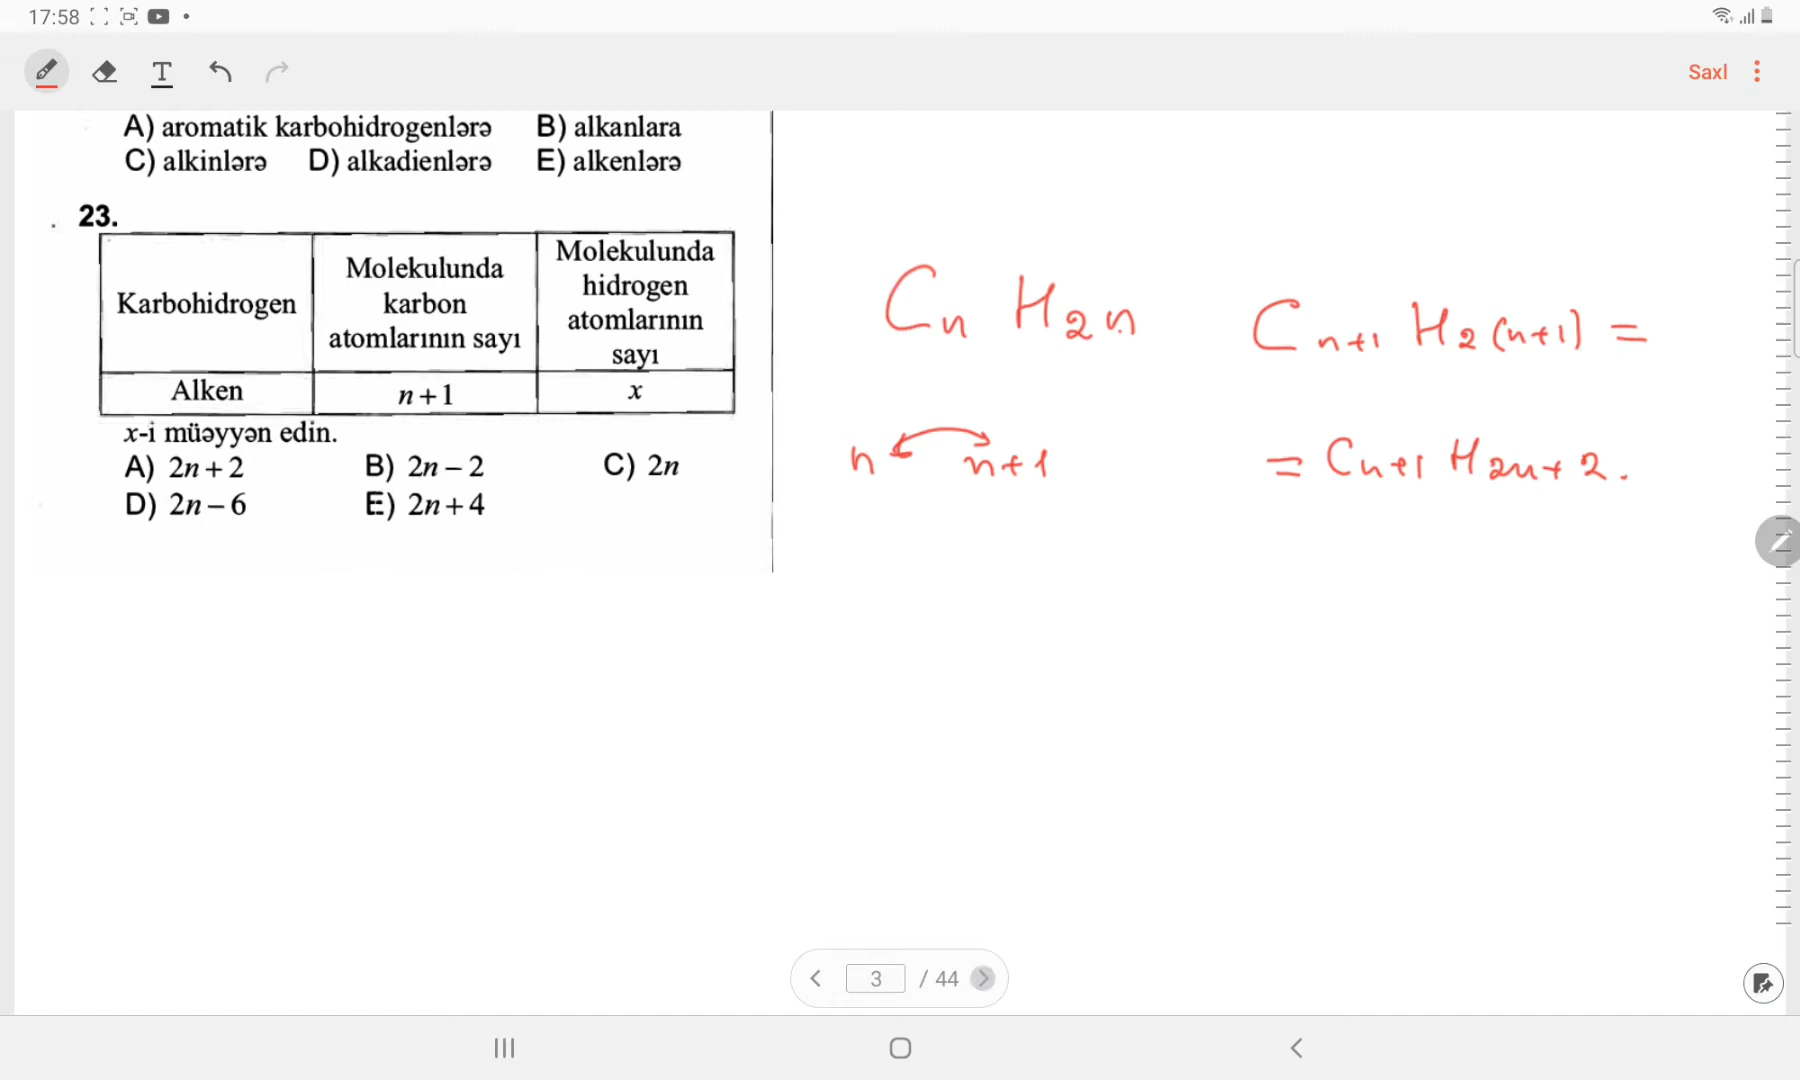 17:58
Saxl
A) aromatik karbohidrogenlərə B) alkanlara
C) alkinlərə D) alkadienlərə E) alkenlərə
23.
Karbohidrogen
Molekulunda karbon atomlarının sayı
Molekulunda hidrogen atomlarının sayı
Alken n+1 x
x-i müəyyən edin.
A) 2n+2 B) 2n–2 C) 2n
D) 2n–6 E) 2n+4
CnH2n
Cn+1H2(n+1) =
n n+1
= Cn+1H2n+2.
3 / 44